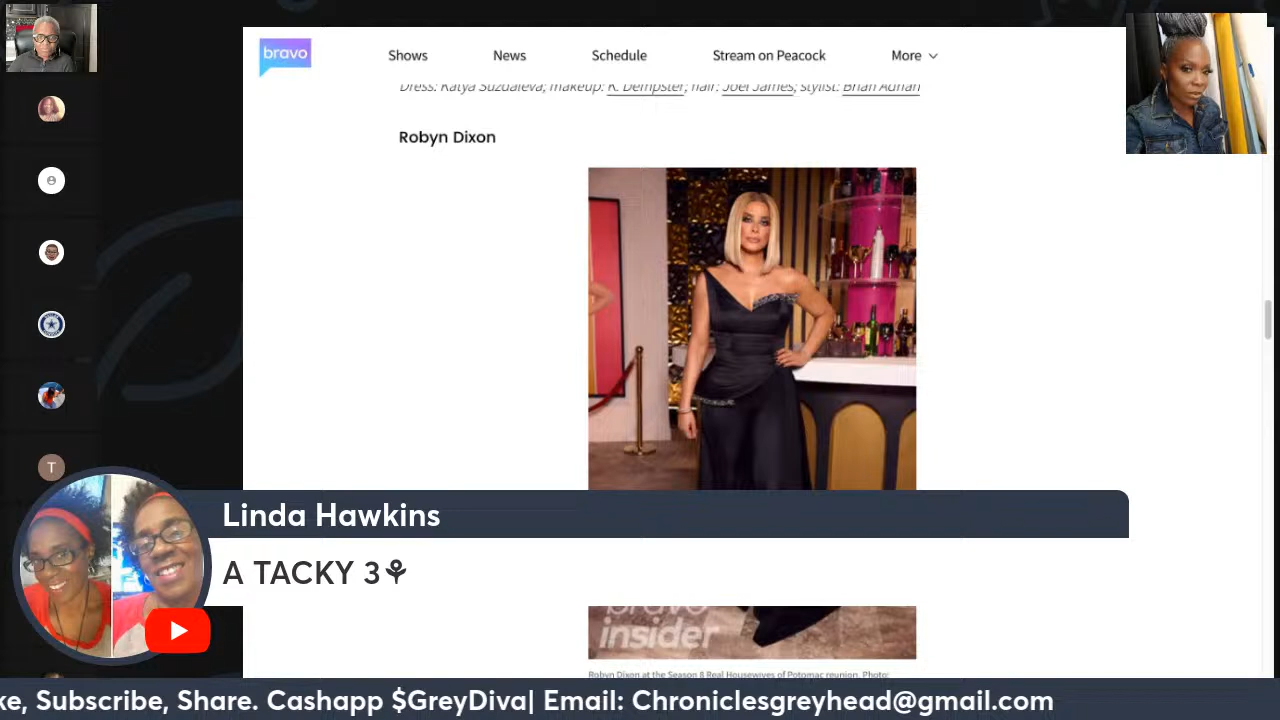 bravo
Shows
News
Schedule
Stream on Peacock
More
Dress: Katya Suzdaleva; makeup: K. Dempster; hair: Joel James; stylist: Brian Adrian
Robyn Dixon
bravo
insider
Robyn Dixon at the Season 8 Real Housewives of Potomac reunion. Photo:
T
Linda Hawkins
A TACKY 3⚘
ke, Subscribe, Share. Cashapp $GreyDiva| Email: Chroniclesgreyhead@gmail.com